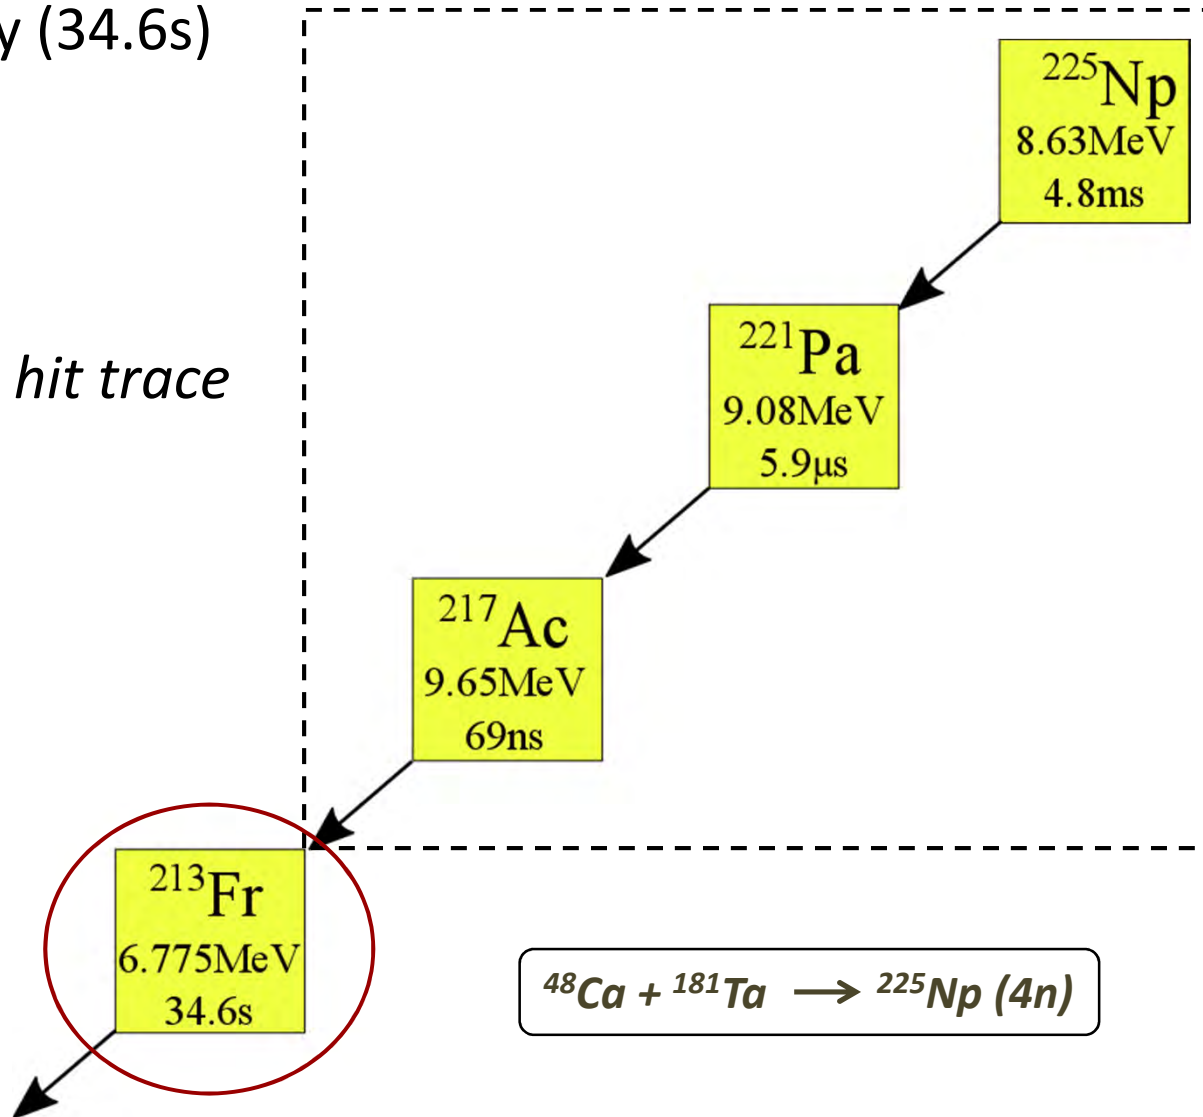 y (34.6s)
²²⁵Np
8.63MeV
4.8ms
hit trace
²²¹Pa
9.08MeV
5.9μs
²¹⁷Ac
9.65MeV
69ns
²¹³Fr
6.775MeV
34.6s
⁴⁸Ca + ¹⁸¹Ta → ²²⁵Np (4n)